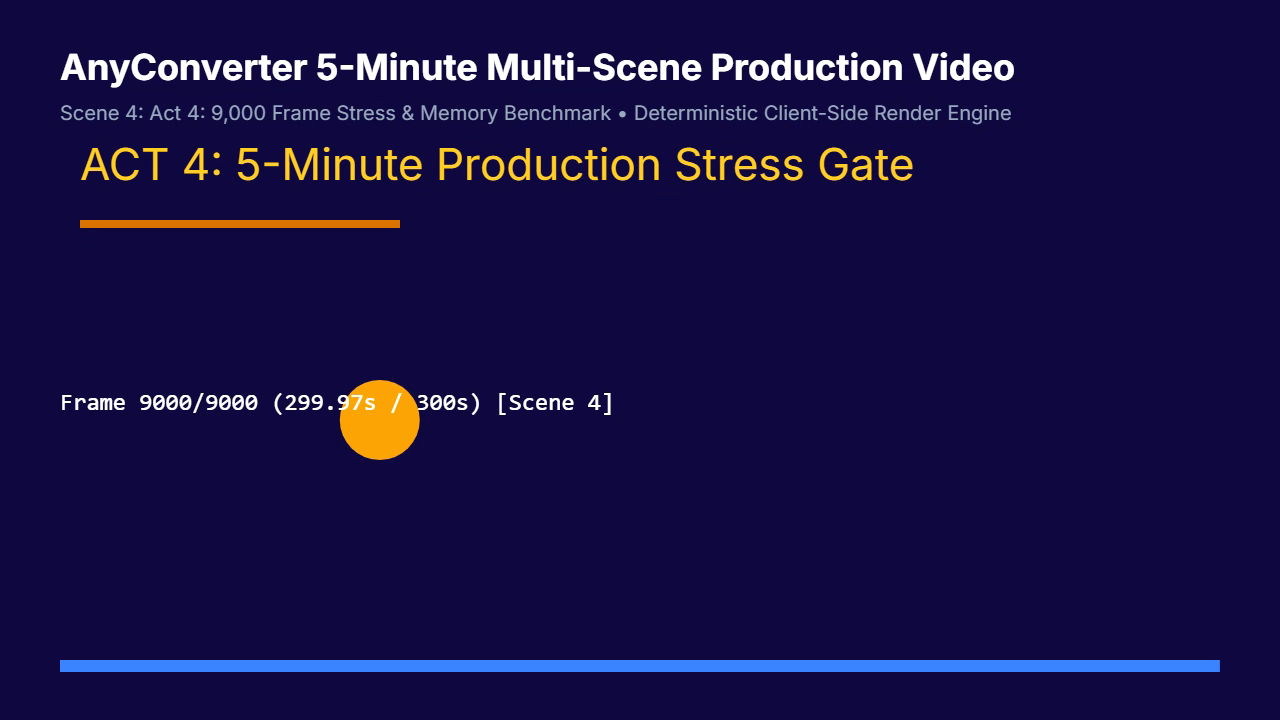 AnyConverter 5-Minute Multi-Scene Production Video
Scene 4: Act 4: 9,000 Frame Stress & Memory Benchmark • Deterministic Client-Side Render Engine
ACT 4: 5-Minute Production Stress Gate
Frame 9000/9000 (299.97s / 300s) [Scene 4]